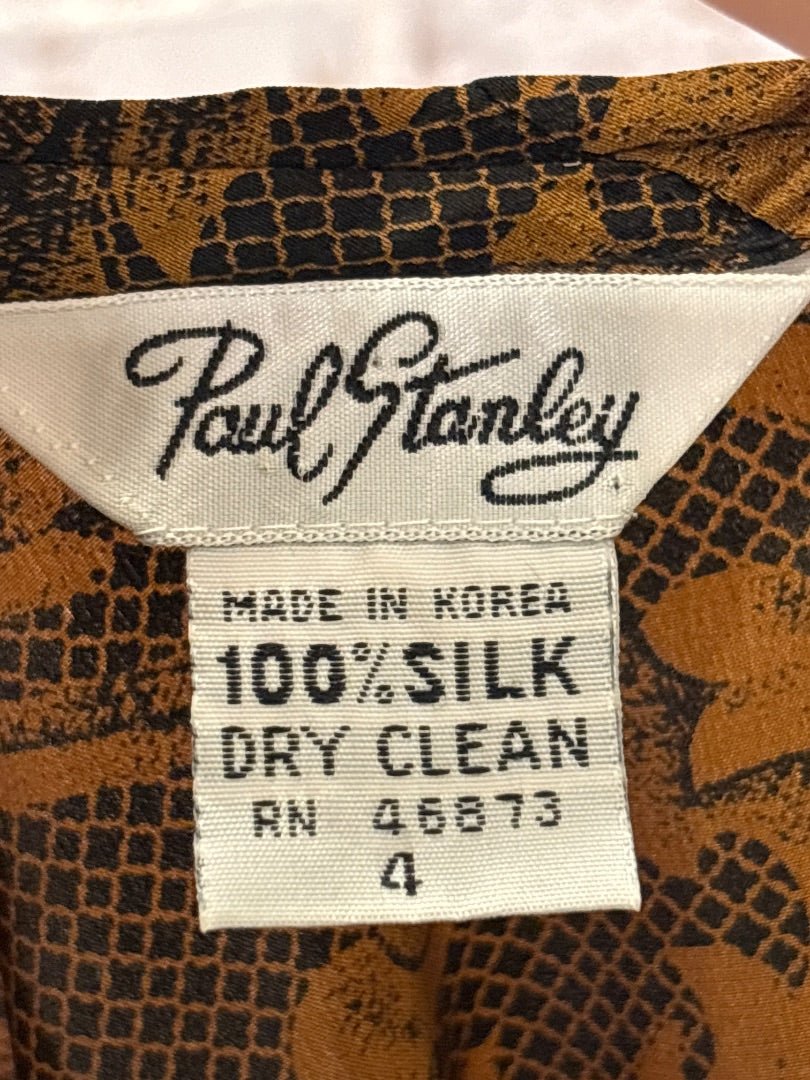 Paul Stanley
MADE IN KOREA
100% SILK
DRY CLEAN
RN 46873
4